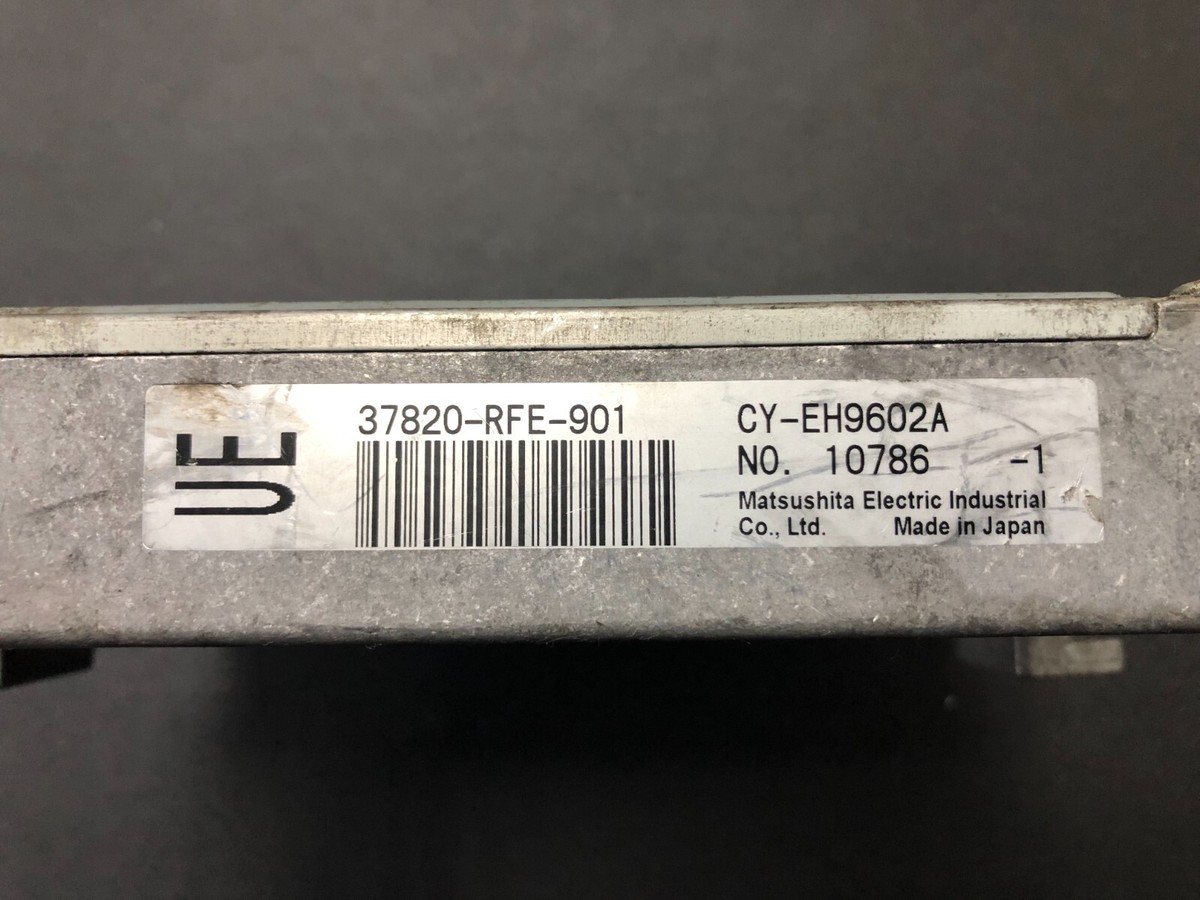 UE
37820-RFE-901
CY-EH9602A
NO. 10786 -1
Matsushita Electric Industrial
Co., Ltd. Made in Japan